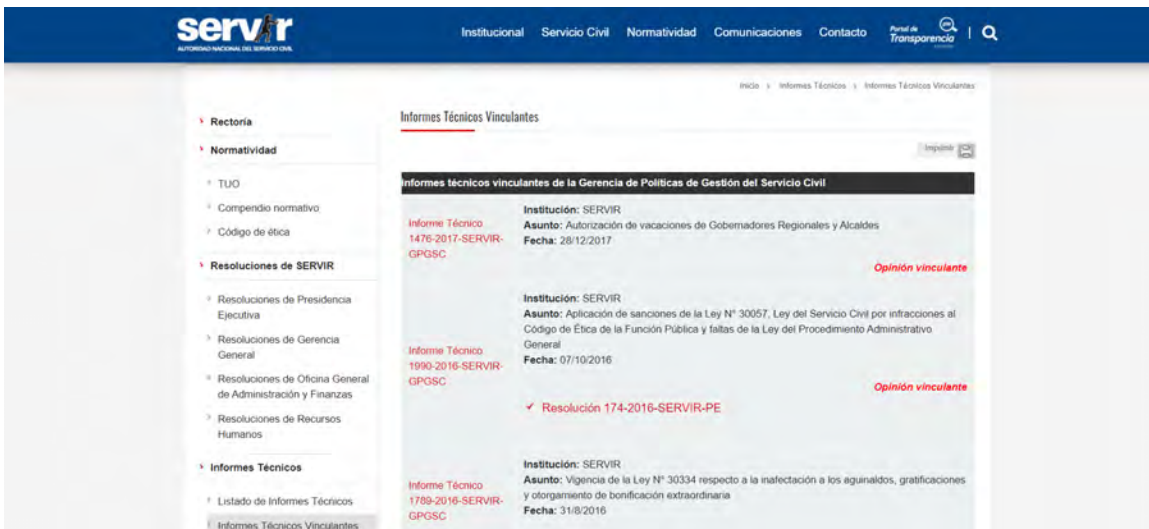 servir
AUTORIDAD NACIONAL DEL SERVICIO CIVIL
Institucional Servicio Civil Normatividad Comunicaciones Contacto Portal de Transparencia
Inicio Informes Técnicos Informes Técnicos Vinculantes
Rectoría
Normatividad
TUO
Compendio normativo
Código de ética
Resoluciones de SERVIR
Resoluciones de Presidencia
Ejecutiva
Resoluciones de Gerencia
General
Resoluciones de Oficina General
de Administración y Finanzas
Resoluciones de Recursos
Humanos
Informes Técnicos
Listado de Informes Técnicos
Informes Técnicos Vinculantes
Informes Técnicos Vinculantes
Imprimir
Informes técnicos vinculantes de la Gerencia de Políticas de Gestión del Servicio Civil
Informe Técnico
1476-2017-SERVIR-
GPGSC
Institución: SERVIR
Asunto: Autorización de vacaciones de Gobernadores Regionales y Alcaldes
Fecha: 28/12/2017
Opinión vinculante
Informe Técnico
1990-2016-SERVIR-
GPGSC
Institución: SERVIR
Asunto: Aplicación de sanciones de la Ley N° 30057, Ley del Servicio Civil por infracciones al
Código de Ética de la Función Pública y faltas de la Ley del Procedimiento Administrativo
General
Fecha: 07/10/2016
Opinión vinculante
Resolución 174-2016-SERVIR-PE
Informe Técnico
1789-2016-SERVIR-
GPGSC
Institución: SERVIR
Asunto: Vigencia de la Ley N° 30334 respecto a la inafectación a los aguinaldos, gratificaciones
y otorgamiento de bonificación extraordinaria
Fecha: 31/8/2016